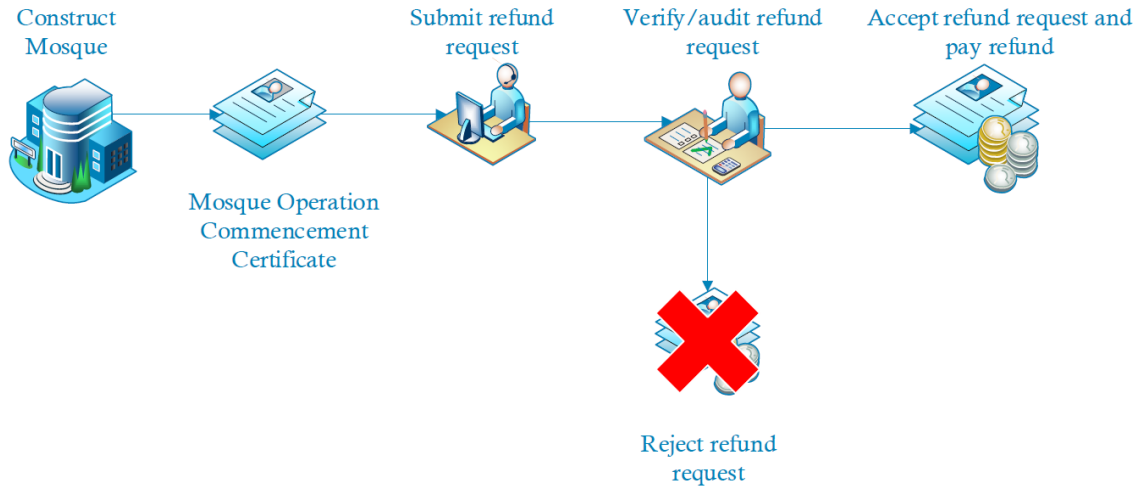 Construct
Mosque
Submit refund
request
Verify/audit refund
request
Accept refund request and
pay refund
Mosque Operation
Commencement
Certificate
Reject refund
request